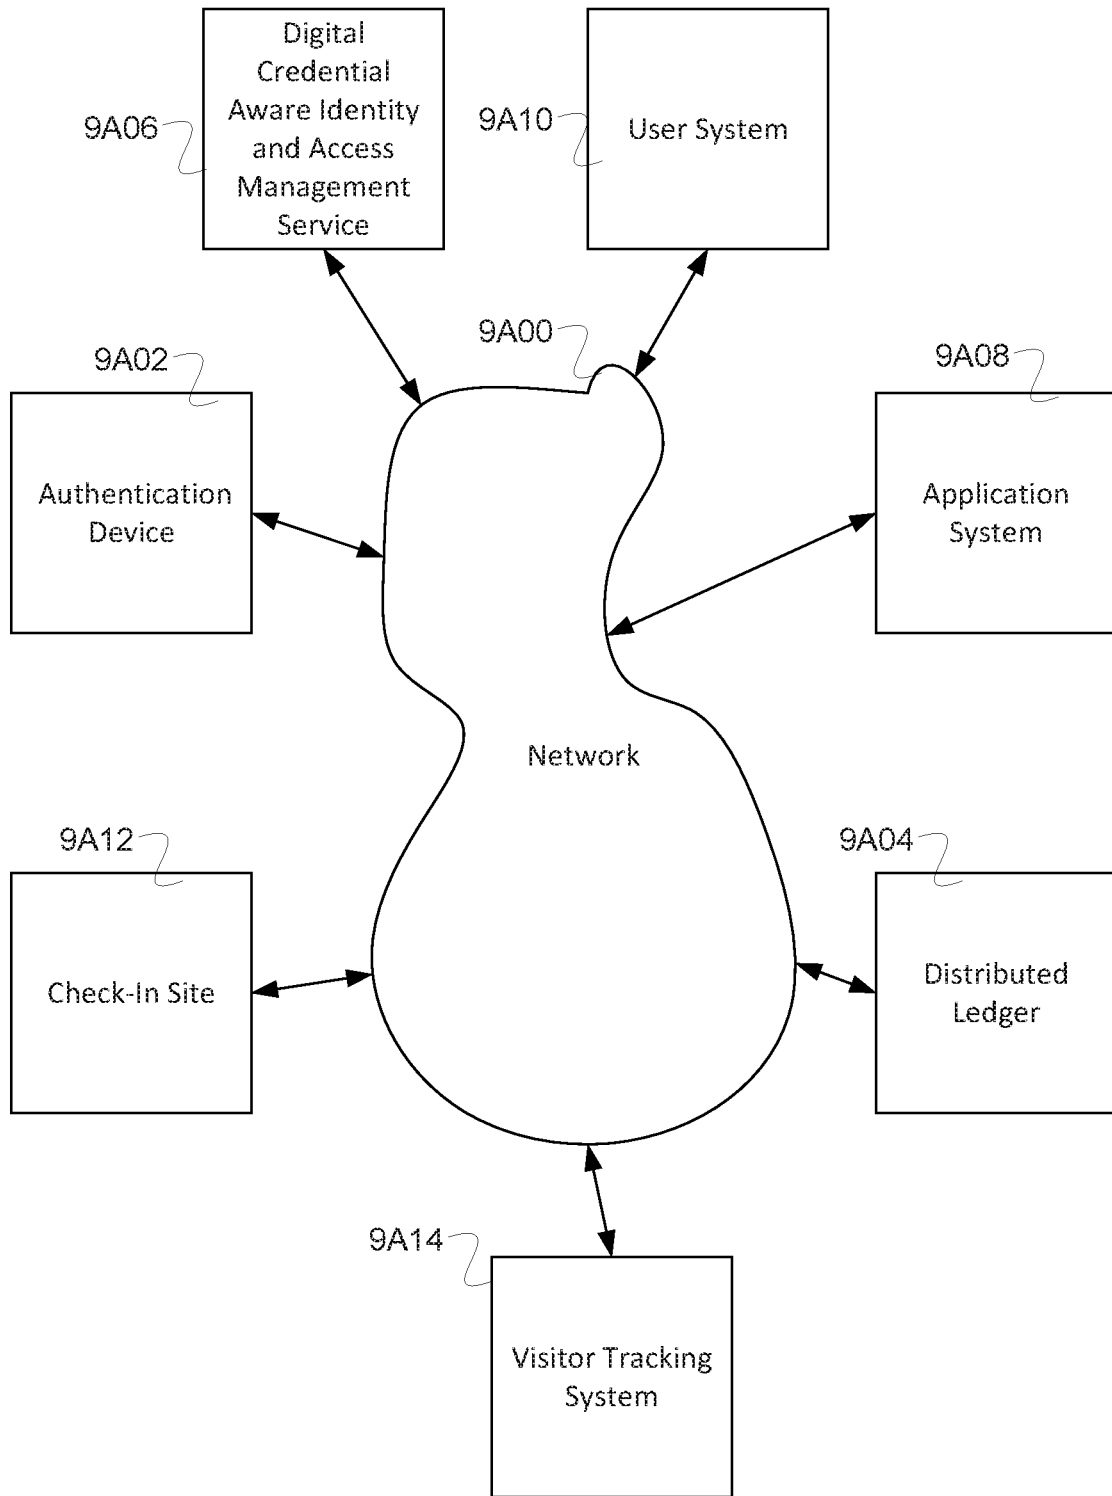 Digital
Credential
Aware Identity
and Access
Management
Service
9A06
9A10
User System
9A00
9A02
9A08
Authentication
Device
Application
System
Network
9A12
9A04
Check-In Site
Distributed
Ledger
9A14
Visitor Tracking
System